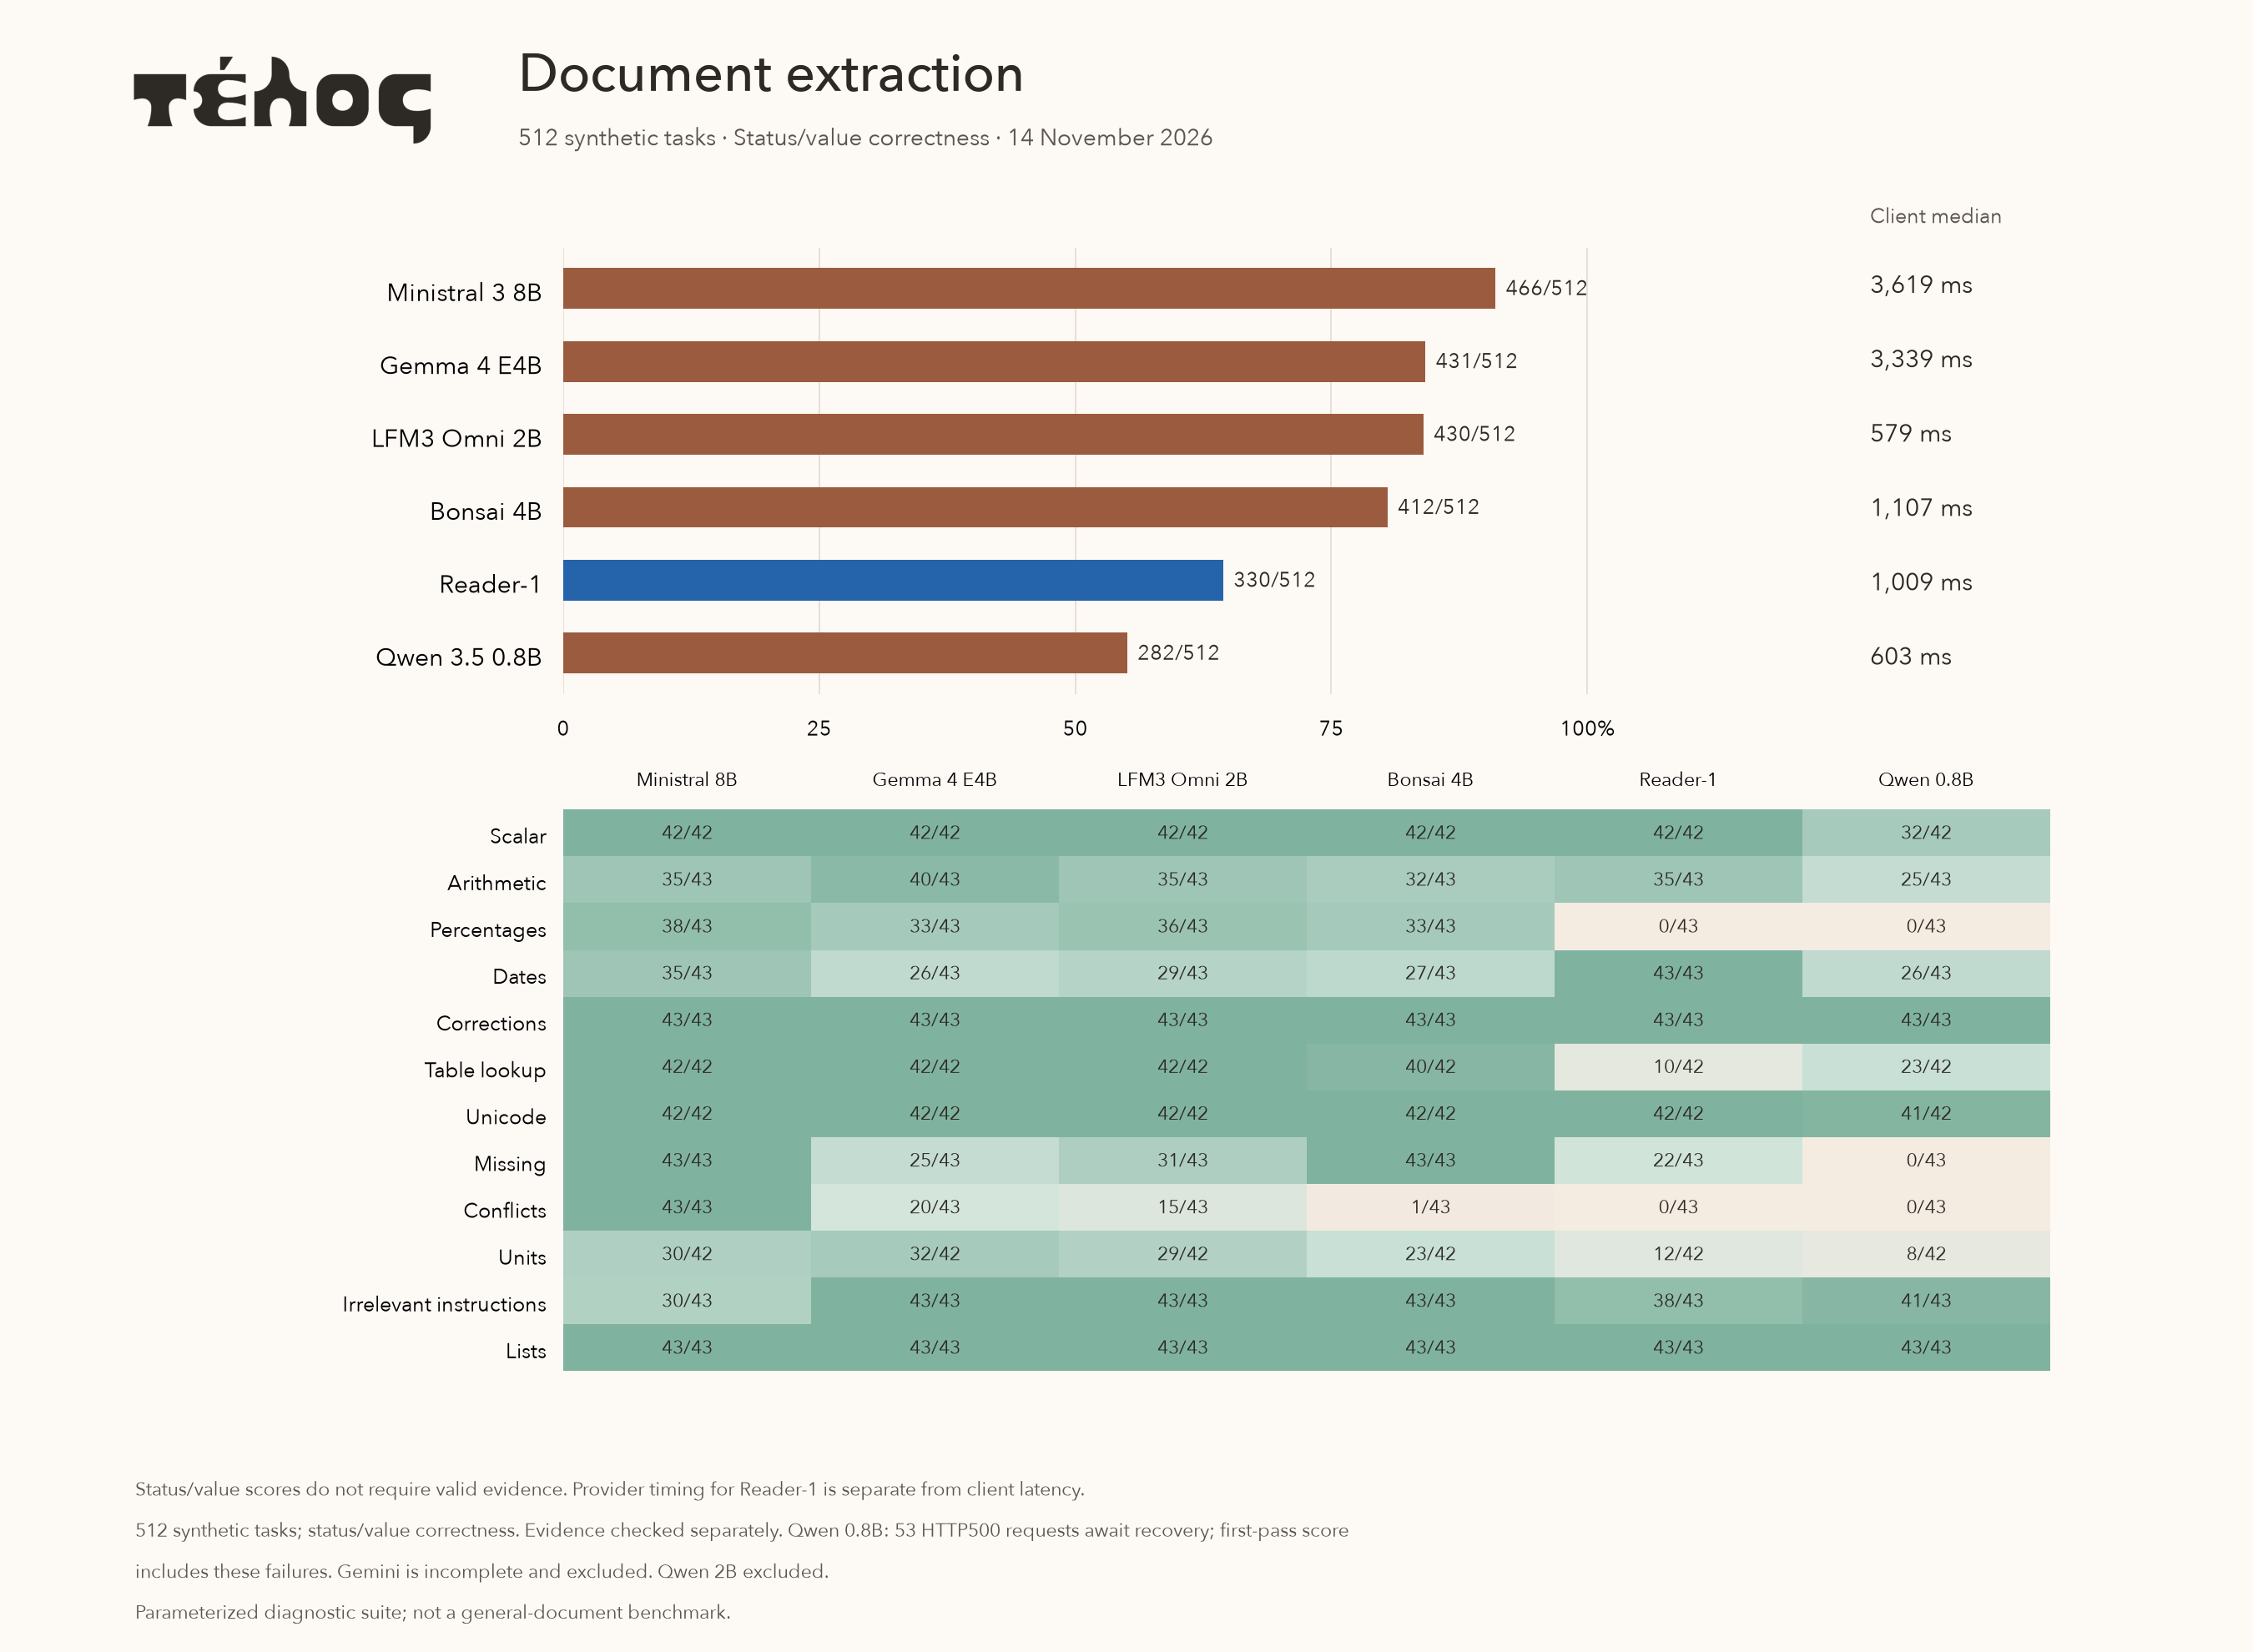 τέλος
Document extraction
512 synthetic tasks · Status/value correctness · 14 November 2026
Client median
Ministral 3 8B 466/512 3,619 ms
Gemma 4 E4B 431/512 3,339 ms
LFM3 Omni 2B 430/512 579 ms
Bonsai 4B 412/512 1,107 ms
Reader-1 330/512 1,009 ms
Qwen 3.5 0.8B 282/512 603 ms
0 25 50 75 100%
Ministral 8B Gemma 4 E4B LFM3 Omni 2B Bonsai 4B Reader-1 Qwen 0.8B
Scalar 42/42 42/42 42/42 42/42 42/42 32/42
Arithmetic 35/43 40/43 35/43 32/43 35/43 25/43
Percentages 38/43 33/43 36/43 33/43 0/43 0/43
Dates 35/43 26/43 29/43 27/43 43/43 26/43
Corrections 43/43 43/43 43/43 43/43 43/43 43/43
Table lookup 42/42 42/42 42/42 40/42 10/42 23/42
Unicode 42/42 42/42 42/42 42/42 42/42 41/42
Missing 43/43 25/43 31/43 43/43 22/43 0/43
Conflicts 43/43 20/43 15/43 1/43 0/43 0/43
Units 30/42 32/42 29/42 23/42 12/42 8/42
Irrelevant instructions 30/43 43/43 43/43 43/43 38/43 41/43
Lists 43/43 43/43 43/43 43/43 43/43 43/43
Status/value scores do not require valid evidence. Provider timing for Reader-1 is separate from client latency.
512 synthetic tasks; status/value correctness. Evidence checked separately. Qwen 0.8B: 53 HTTP500 requests await recovery; first-pass score
includes these failures. Gemini is incomplete and excluded. Qwen 2B excluded.
Parameterized diagnostic suite; not a general-document benchmark.